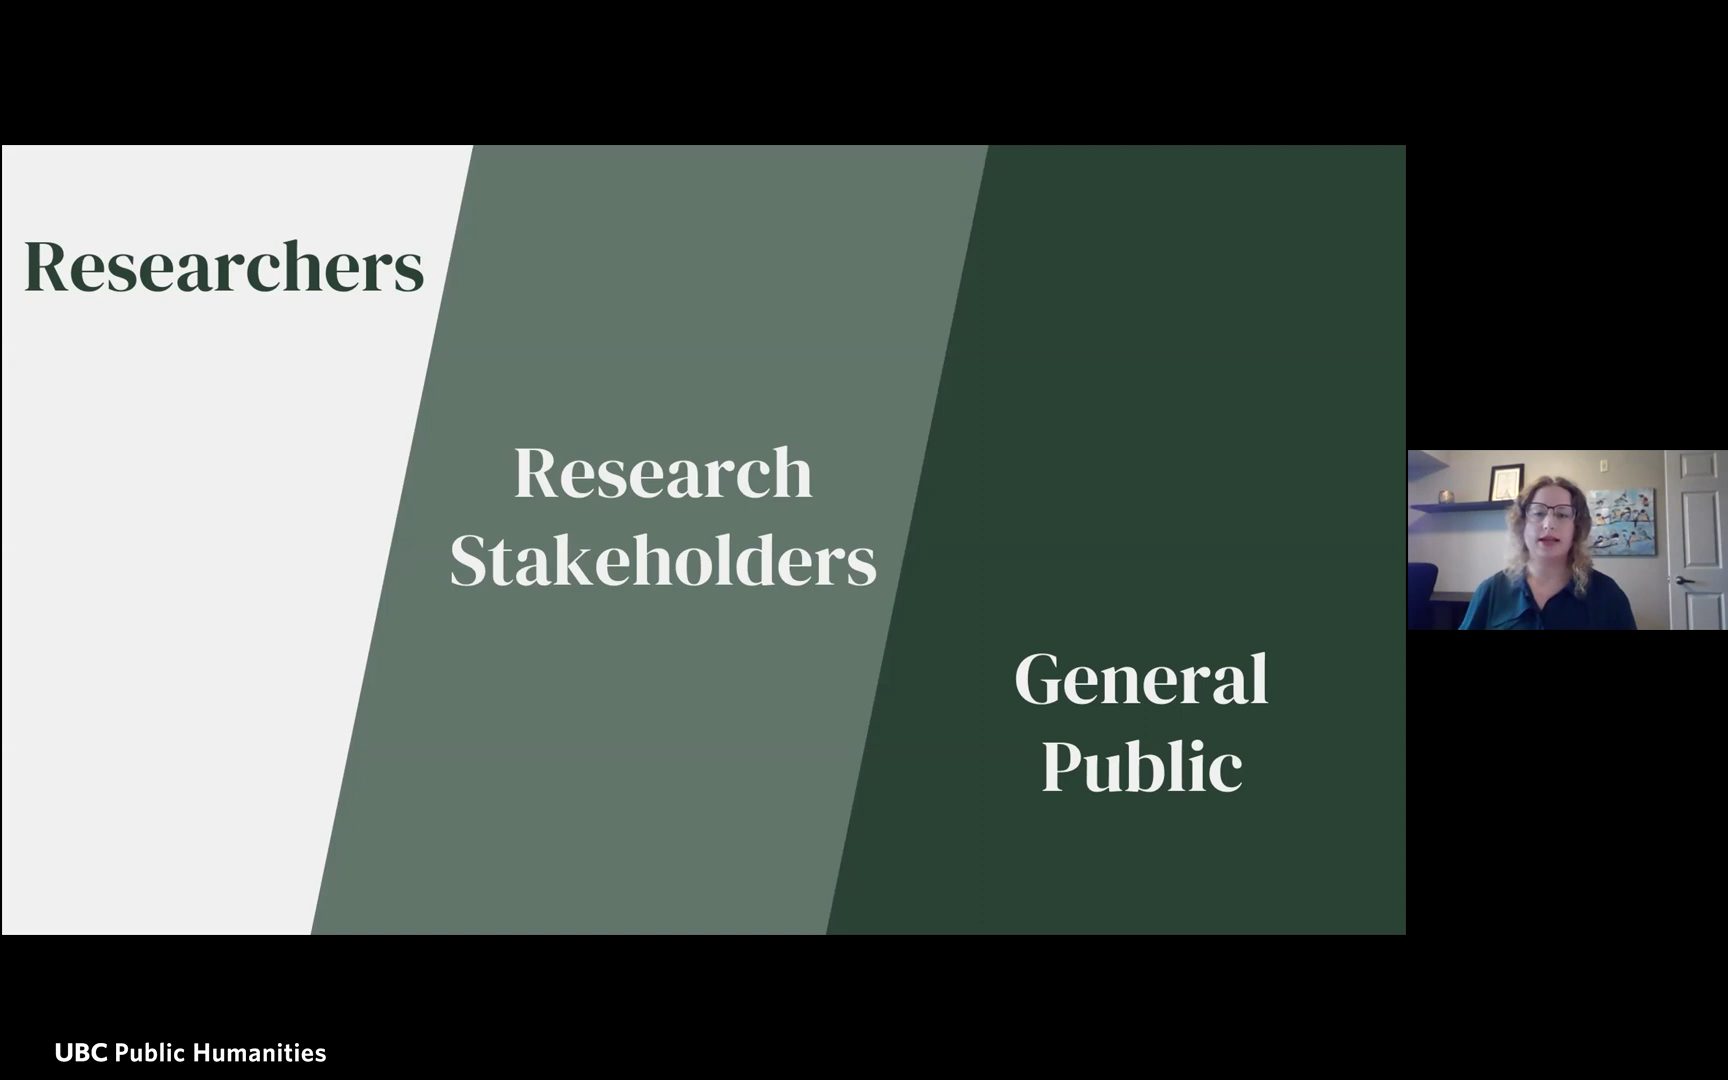 Researchers
Research
Stakeholders
General
Public
UBC Public Humanities